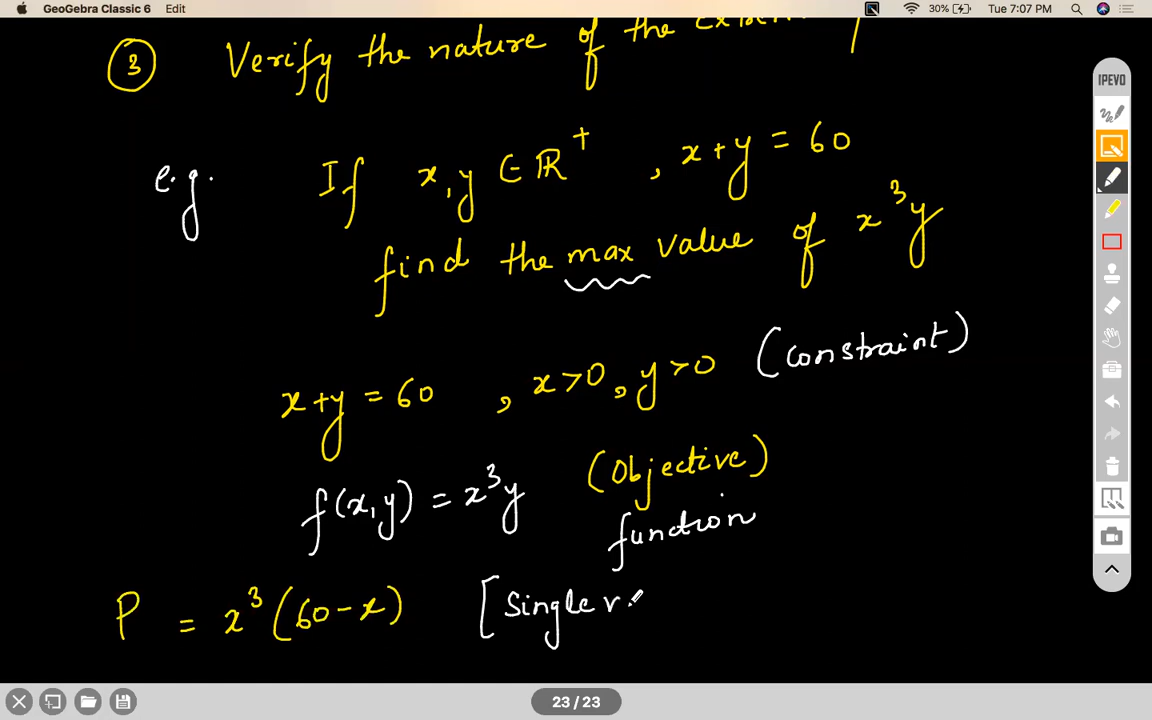 GeoGebra Classic 6 Edit 30% Tue 7:07 PM
③ Verify the nature of the
IPEVO
e.g. If x,y ∈ ℝ⁺ , x+y = 60
find the max value of x³y
x+y = 60 , x>0, y>0 (constraint)
f(x,y) = x³y (Objective)
function
P = x³(60-x) [Single v
23 / 23